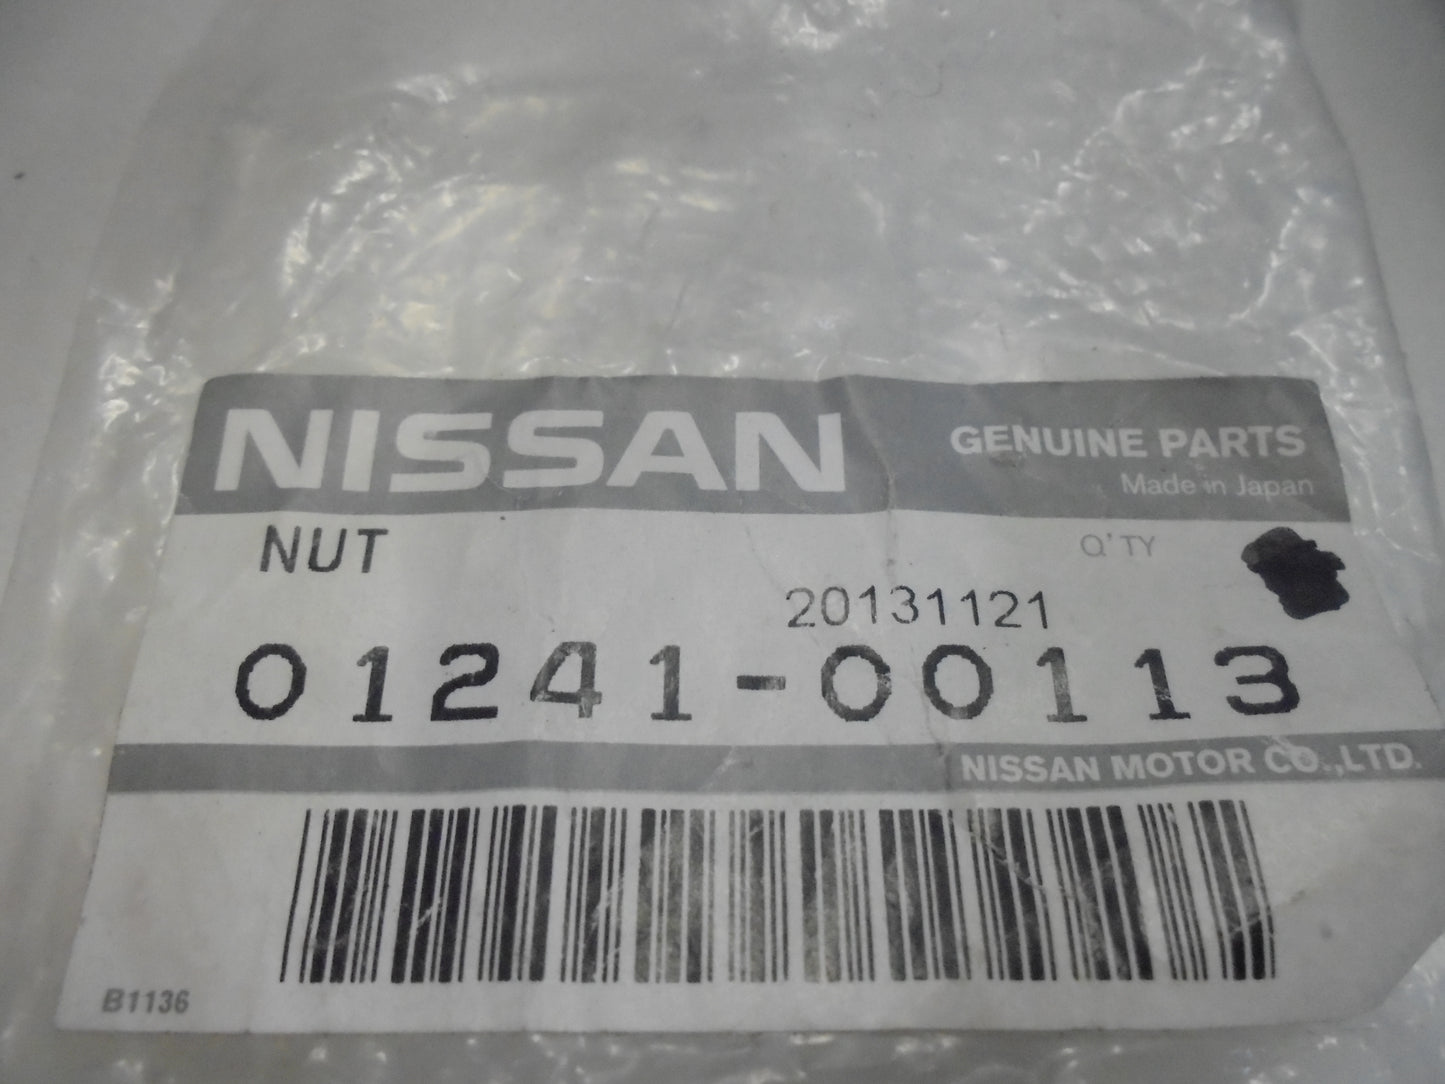 NISSAN
GENUINE PARTS
Made in Japan
NUT
Q'TY
20131121
01241-00113
NISSAN MOTOR CO.,LTD.
B1136